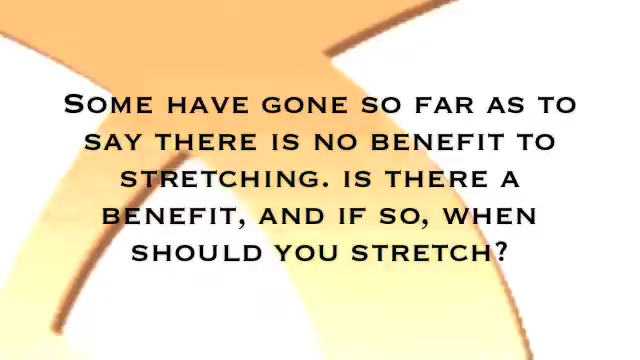 Some have gone so far as to
say there is no benefit to
stretching. is there a
benefit, and if so, when
should you stretch?